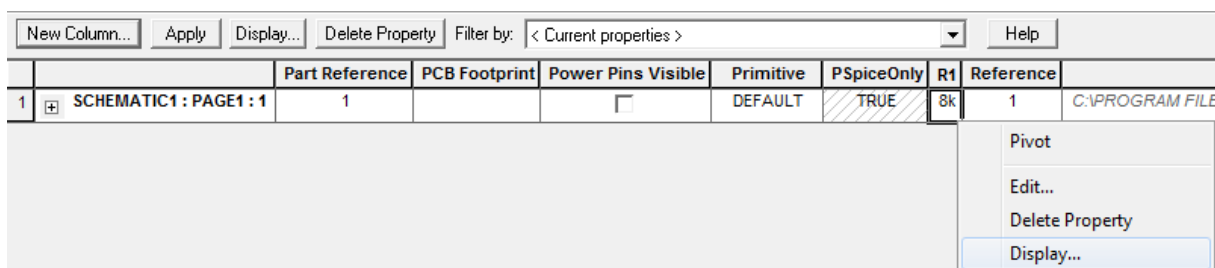 New Column... Apply Display... Delete Property Filter by: < Current properties > Help
Part Reference PCB Footprint Power Pins Visible Primitive PSpiceOnly R1 Reference
1 SCHEMATIC1 : PAGE1 : 1 1 DEFAULT TRUE 8k 1 C:\PROGRAM FILE
Pivot
Edit...
Delete Property
Display...